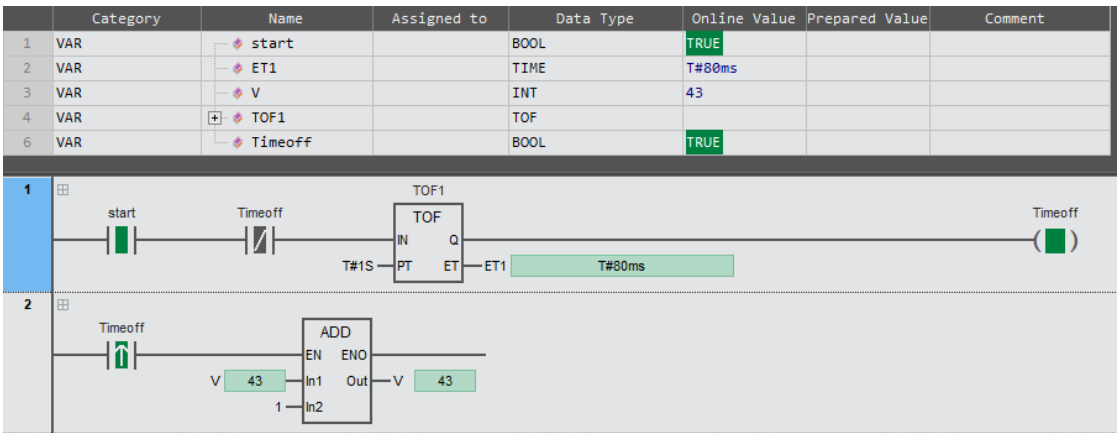 Category Name Assigned to Data Type Online Value Prepared Value Comment
1 VAR start BOOL TRUE
2 VAR ET1 TIME T#80ms
3 VAR V INT 43
4 VAR TOF1 TOF
6 VAR Timeoff BOOL TRUE
1
TOF1
start Timeoff TOF Timeoff
IN Q
T#1S PT ET ET1 T#80ms
2
Timeoff ADD
EN ENO
V 43 In1 Out V 43
1 In2